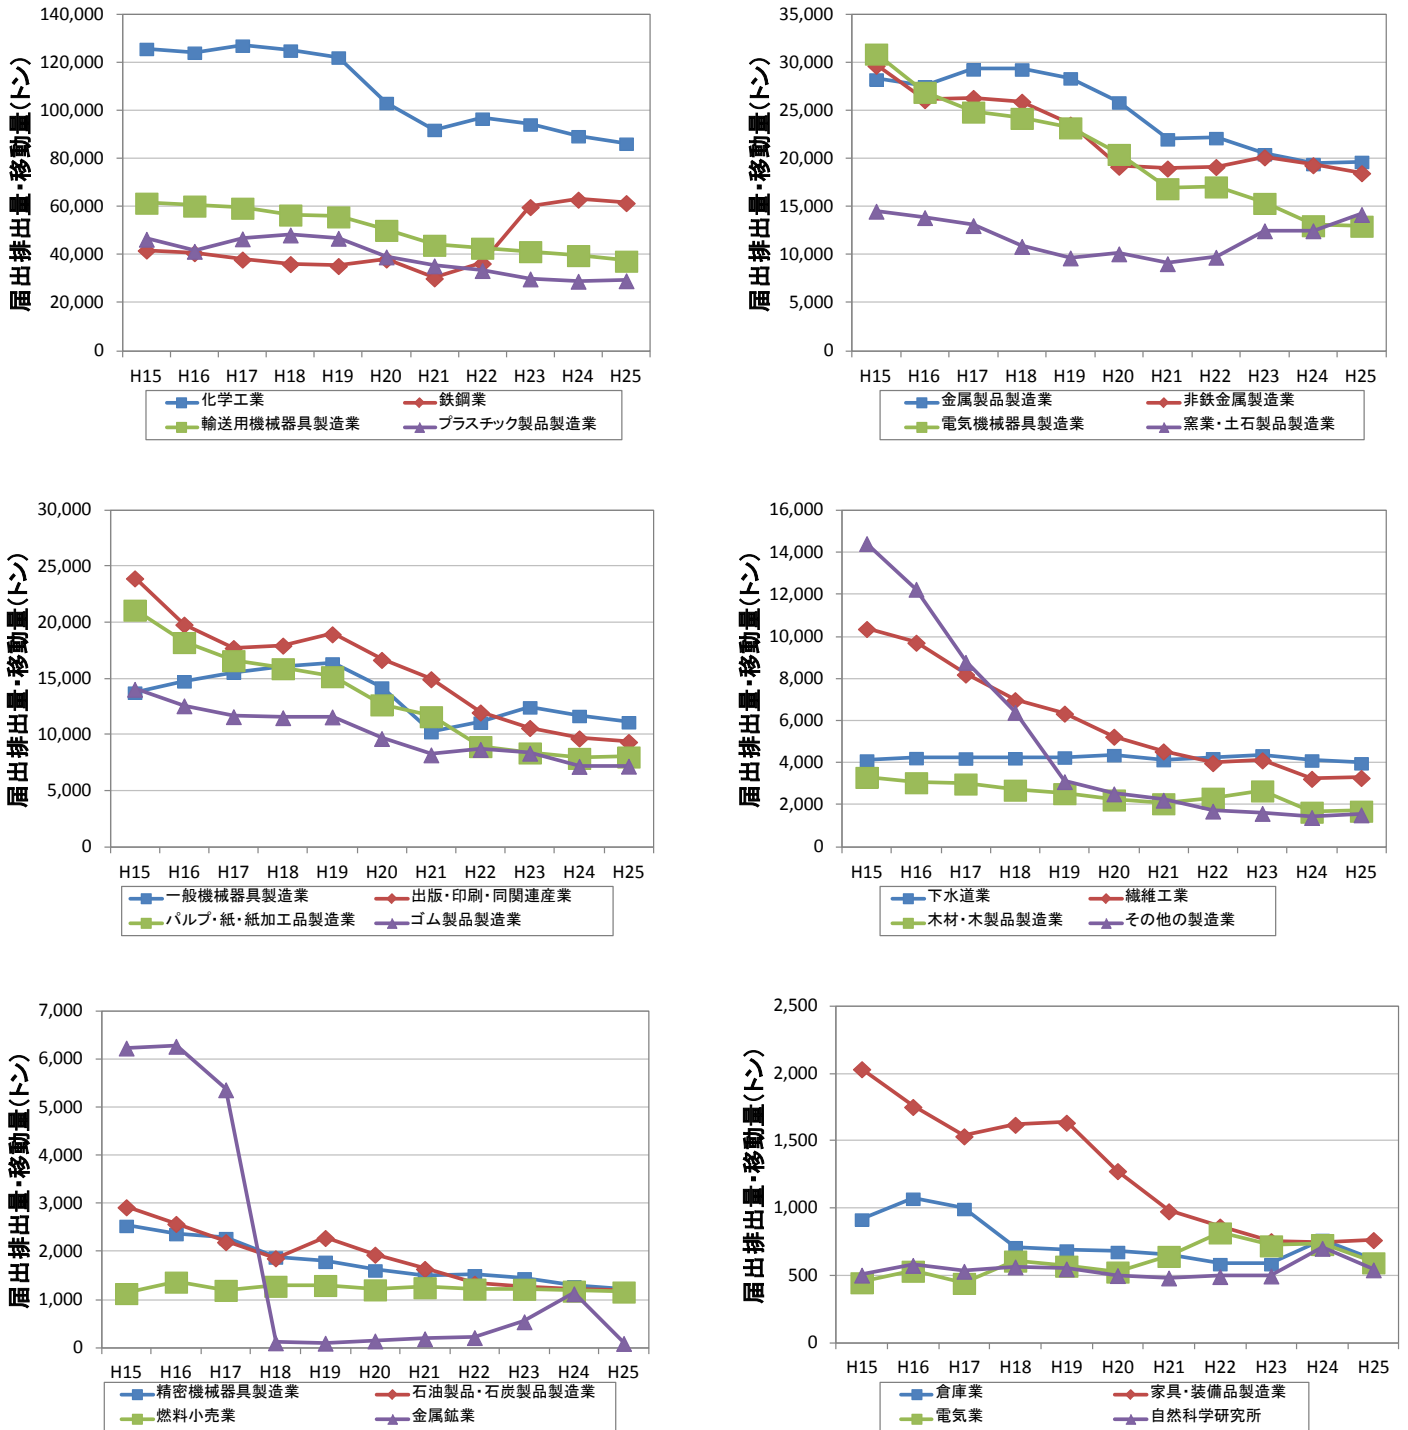 届出排出量・移動量(トン)
140,000
120,000
100,000
80,000
60,000
40,000
20,000
0
H15 H16 H17 H18 H19 H20 H21 H22 H23 H24 H25
化学工業 鉄鋼業
輸送用機械器具製造業 プラスチック製品製造業
届出排出量・移動量(トン)
35,000
30,000
25,000
20,000
15,000
10,000
5,000
0
H15 H16 H17 H18 H19 H20 H21 H22 H23 H24 H25
金属製品製造業 非鉄金属製造業
電気機械器具製造業 窯業・土石製品製造業
届出排出量・移動量(トン)
30,000
25,000
20,000
15,000
10,000
5,000
0
H15 H16 H17 H18 H19 H20 H21 H22 H23 H24 H25
一般機械器具製造業 出版・印刷・同関連産業
パルプ・紙・紙加工品製造業 ゴム製品製造業
届出排出量・移動量(トン)
16,000
14,000
12,000
10,000
8,000
6,000
4,000
2,000
0
H15 H16 H17 H18 H19 H20 H21 H22 H23 H24 H25
下水道業 繊維工業
木材・木製品製造業 その他の製造業
届出排出量・移動量(トン)
7,000
6,000
5,000
4,000
3,000
2,000
1,000
0
H15 H16 H17 H18 H19 H20 H21 H22 H23 H24 H25
精密機械器具製造業 石油製品・石炭製品製造業
燃料小売業 金属鉱業
届出排出量・移動量(トン)
2,500
2,000
1,500
1,000
500
0
H15 H16 H17 H18 H19 H20 H21 H22 H23 H24 H25
倉庫業 家具・装備品製造業
電気業 自然科学研究所